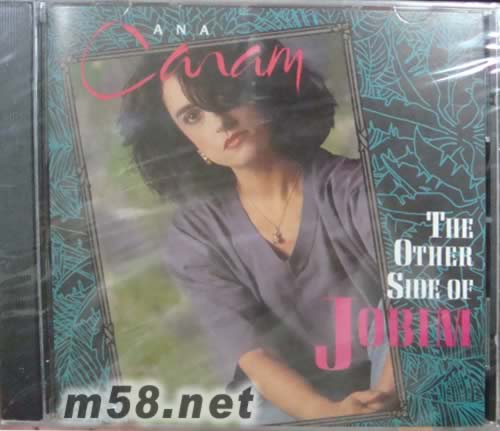 ANA
Caram
THE
OTHER
SIDE OF
JOBIM
m58.net